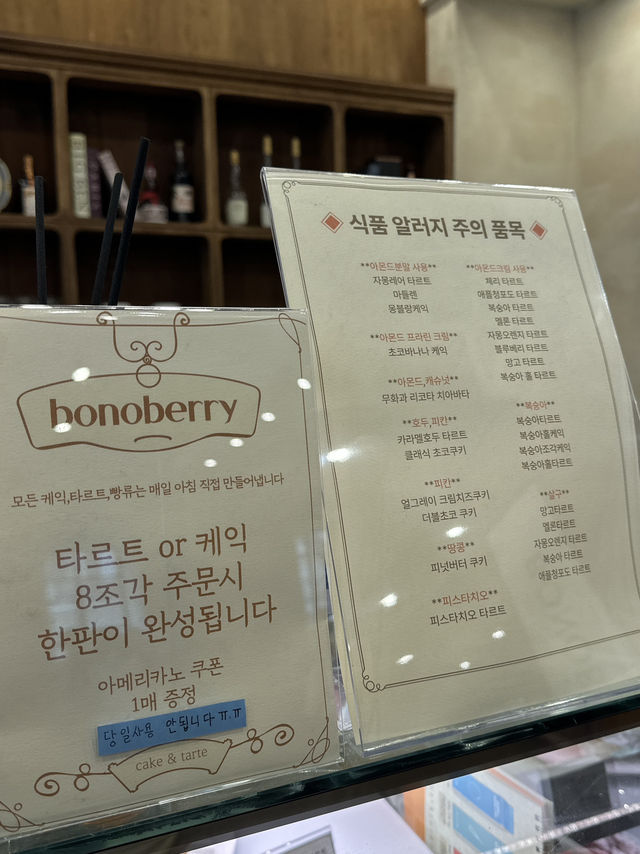 bonoberry
모든 케익,타르트,빵류는 매일 아침 직접 만들어냅니다
타르트 or 케익
8조각 주문시
한판이 완성됩니다
아메리카노 쿠폰
1매 증정
당일사용 안됩니다 ㅠ.ㅠ
cake & tarte
식품 알러지 주의 품목
**아몬드분말 사용**
자몽레어 타르트
마들렌
몽블랑케익
**아몬드 프라린 크림**
초코바나나 케익
**아몬드,캐슈넛**
무화과 리코타 치아바타
**호두,피칸**
카라멜호두 타르트
클래식 초코쿠키
**피칸**
얼그레이 크림치즈쿠키
더블초코 쿠키
**땅콩**
피넛버터 쿠키
**피스타치오**
피스타치오 타르트
**아몬드크림 사용**
체리 타르트
애플청포도 타르트
복숭아 타르트
멜론 타르트
자몽오렌지 타르트
블루베리 타르트
망고 타르트
복숭아 홀 타르트
**복숭아**
복숭아타르트
복숭아홀케익
복숭아조각케익
복숭아홀타르트
**살구**
망고타르트
멜론타르트
자몽오렌지 타르트
복숭아 타르트
애플청포도 타르트